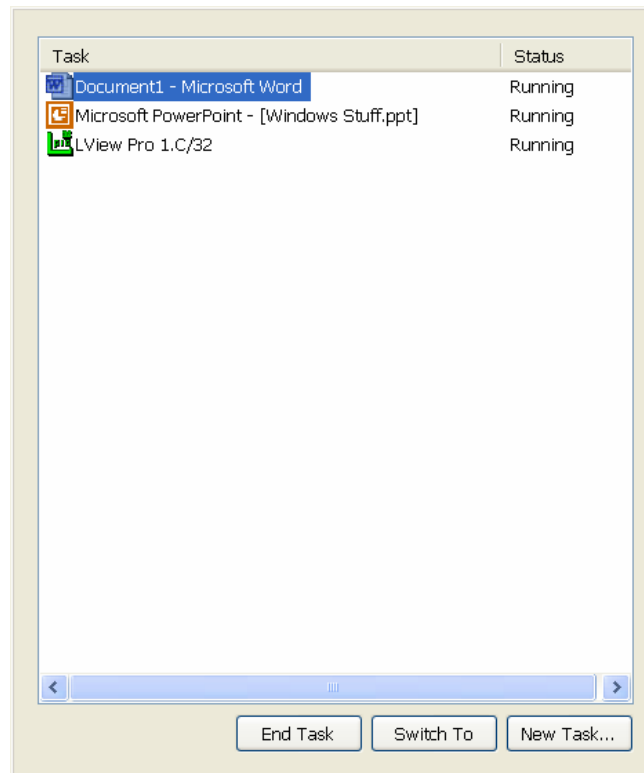 Task Status
Document1 - Microsoft Word Running
Microsoft PowerPoint - [Windows Stuff.ppt] Running
LView Pro 1.C/32 Running
End Task Switch To New Task...